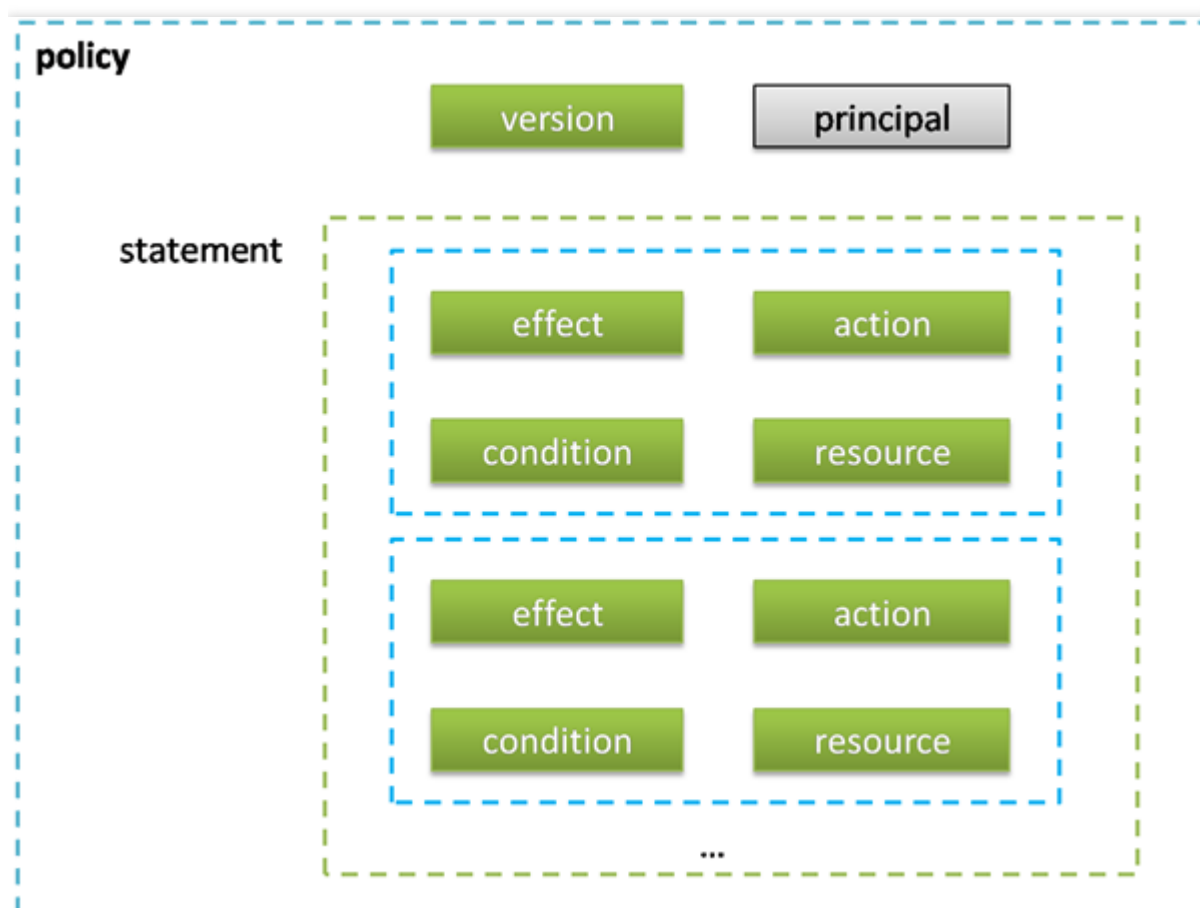 policy
version principal
statement
effect action
condition resource
effect action
condition resource
...